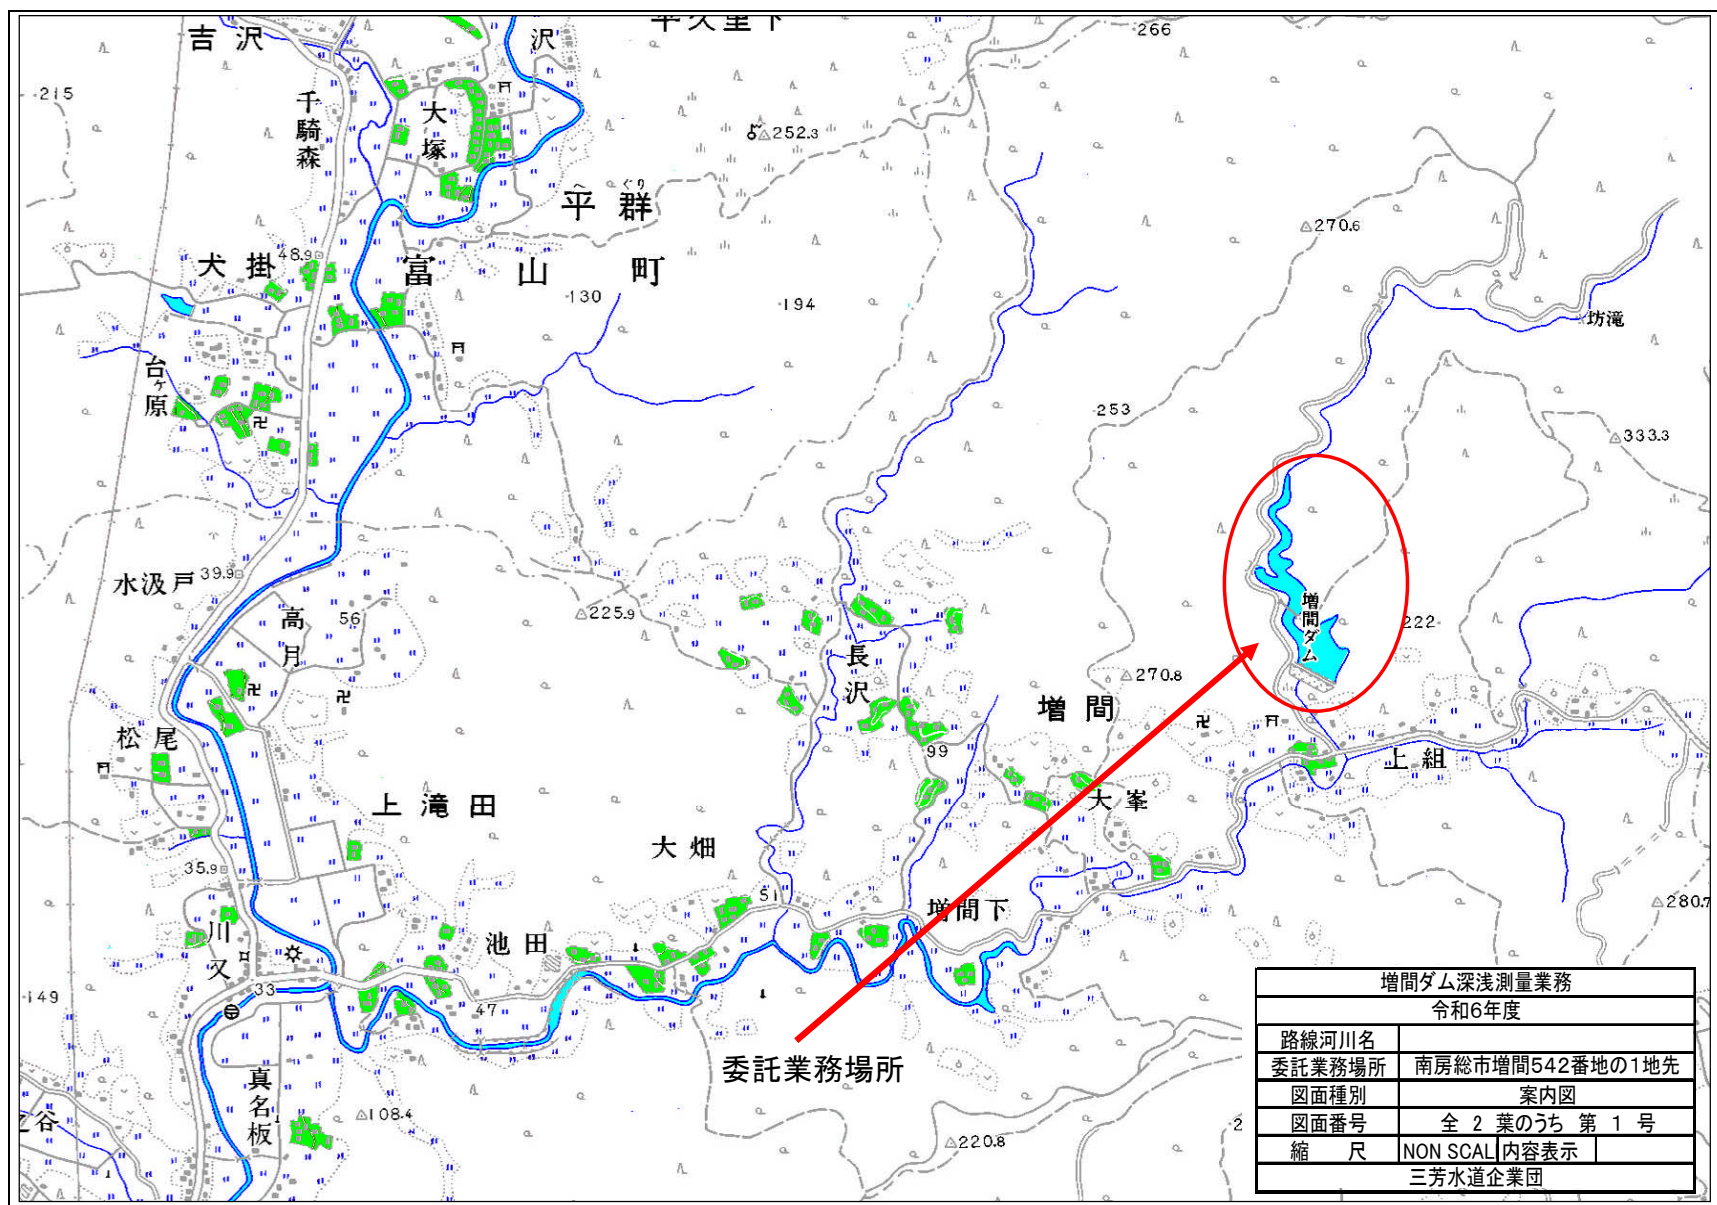 吉沢
沢
平久里下
266
215
千騎森
大塚
252.3
へぐり
平群
270.6
犬掛
48.9
富山町
130
194
坊滝
台ヶ原
253
333.3
水汲戸
39.9
高月
56
225.9
増間ダム
222
長沢
270.8
増間
松尾
99
上組
上滝田
大峯
大畑
35.9
51
280.7
川又
池田
増間下
149
33
47
委託業務場所
真名板
108.4
220.8
之谷
2
増間ダム深浅測量業務
令和6年度
路線河川名
委託業務場所 南房総市増間542番地の1地先
図面種別 案内図
図面番号 全 2 葉のうち 第 1 号
縮 尺 NON SCAL 内容表示
三芳水道企業団